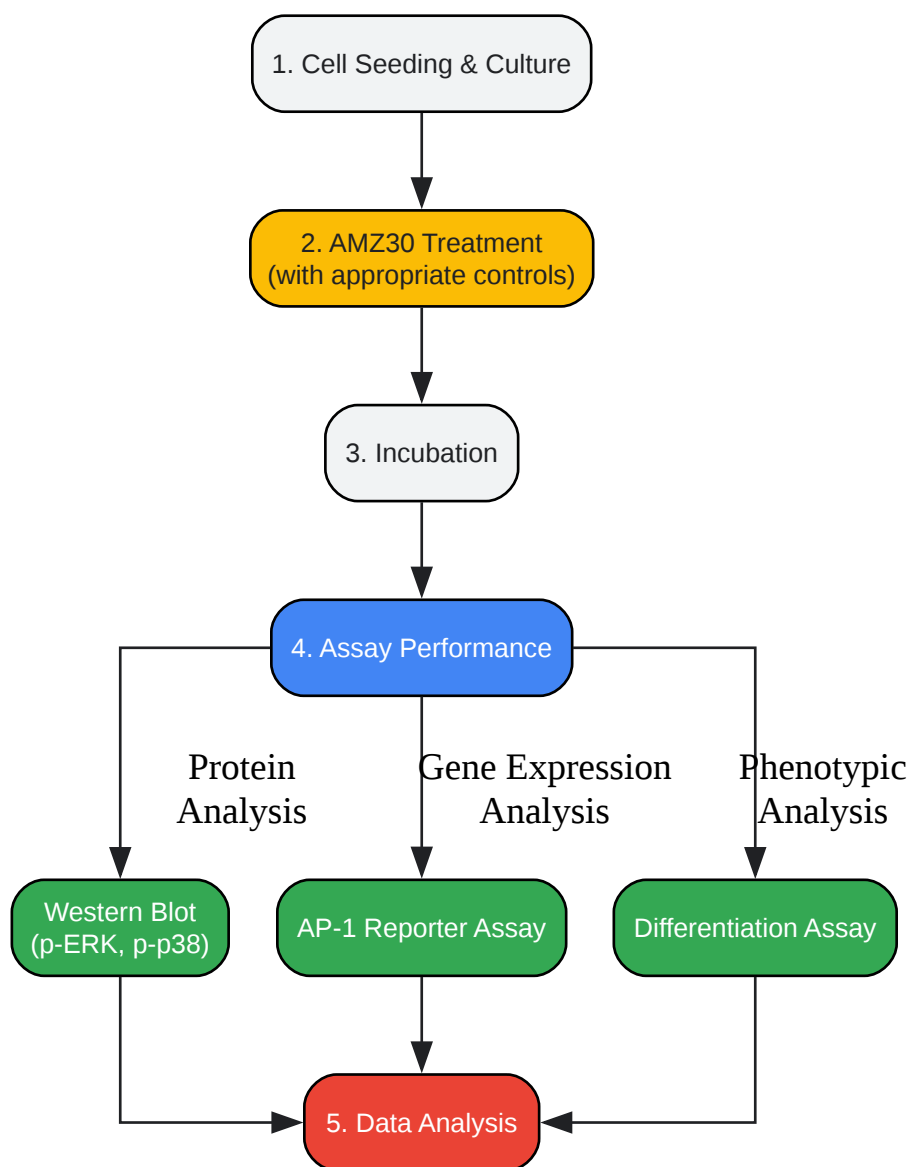 1. Cell Seeding & Culture
2. AMZ30 Treatment
(with appropriate controls)
3. Incubation
4. Assay Performance
Protein
Analysis
Gene Expression
Analysis
Phenotypic
Analysis
Western Blot
(p-ERK, p-p38)
AP-1 Reporter Assay
Differentiation Assay
5. Data Analysis